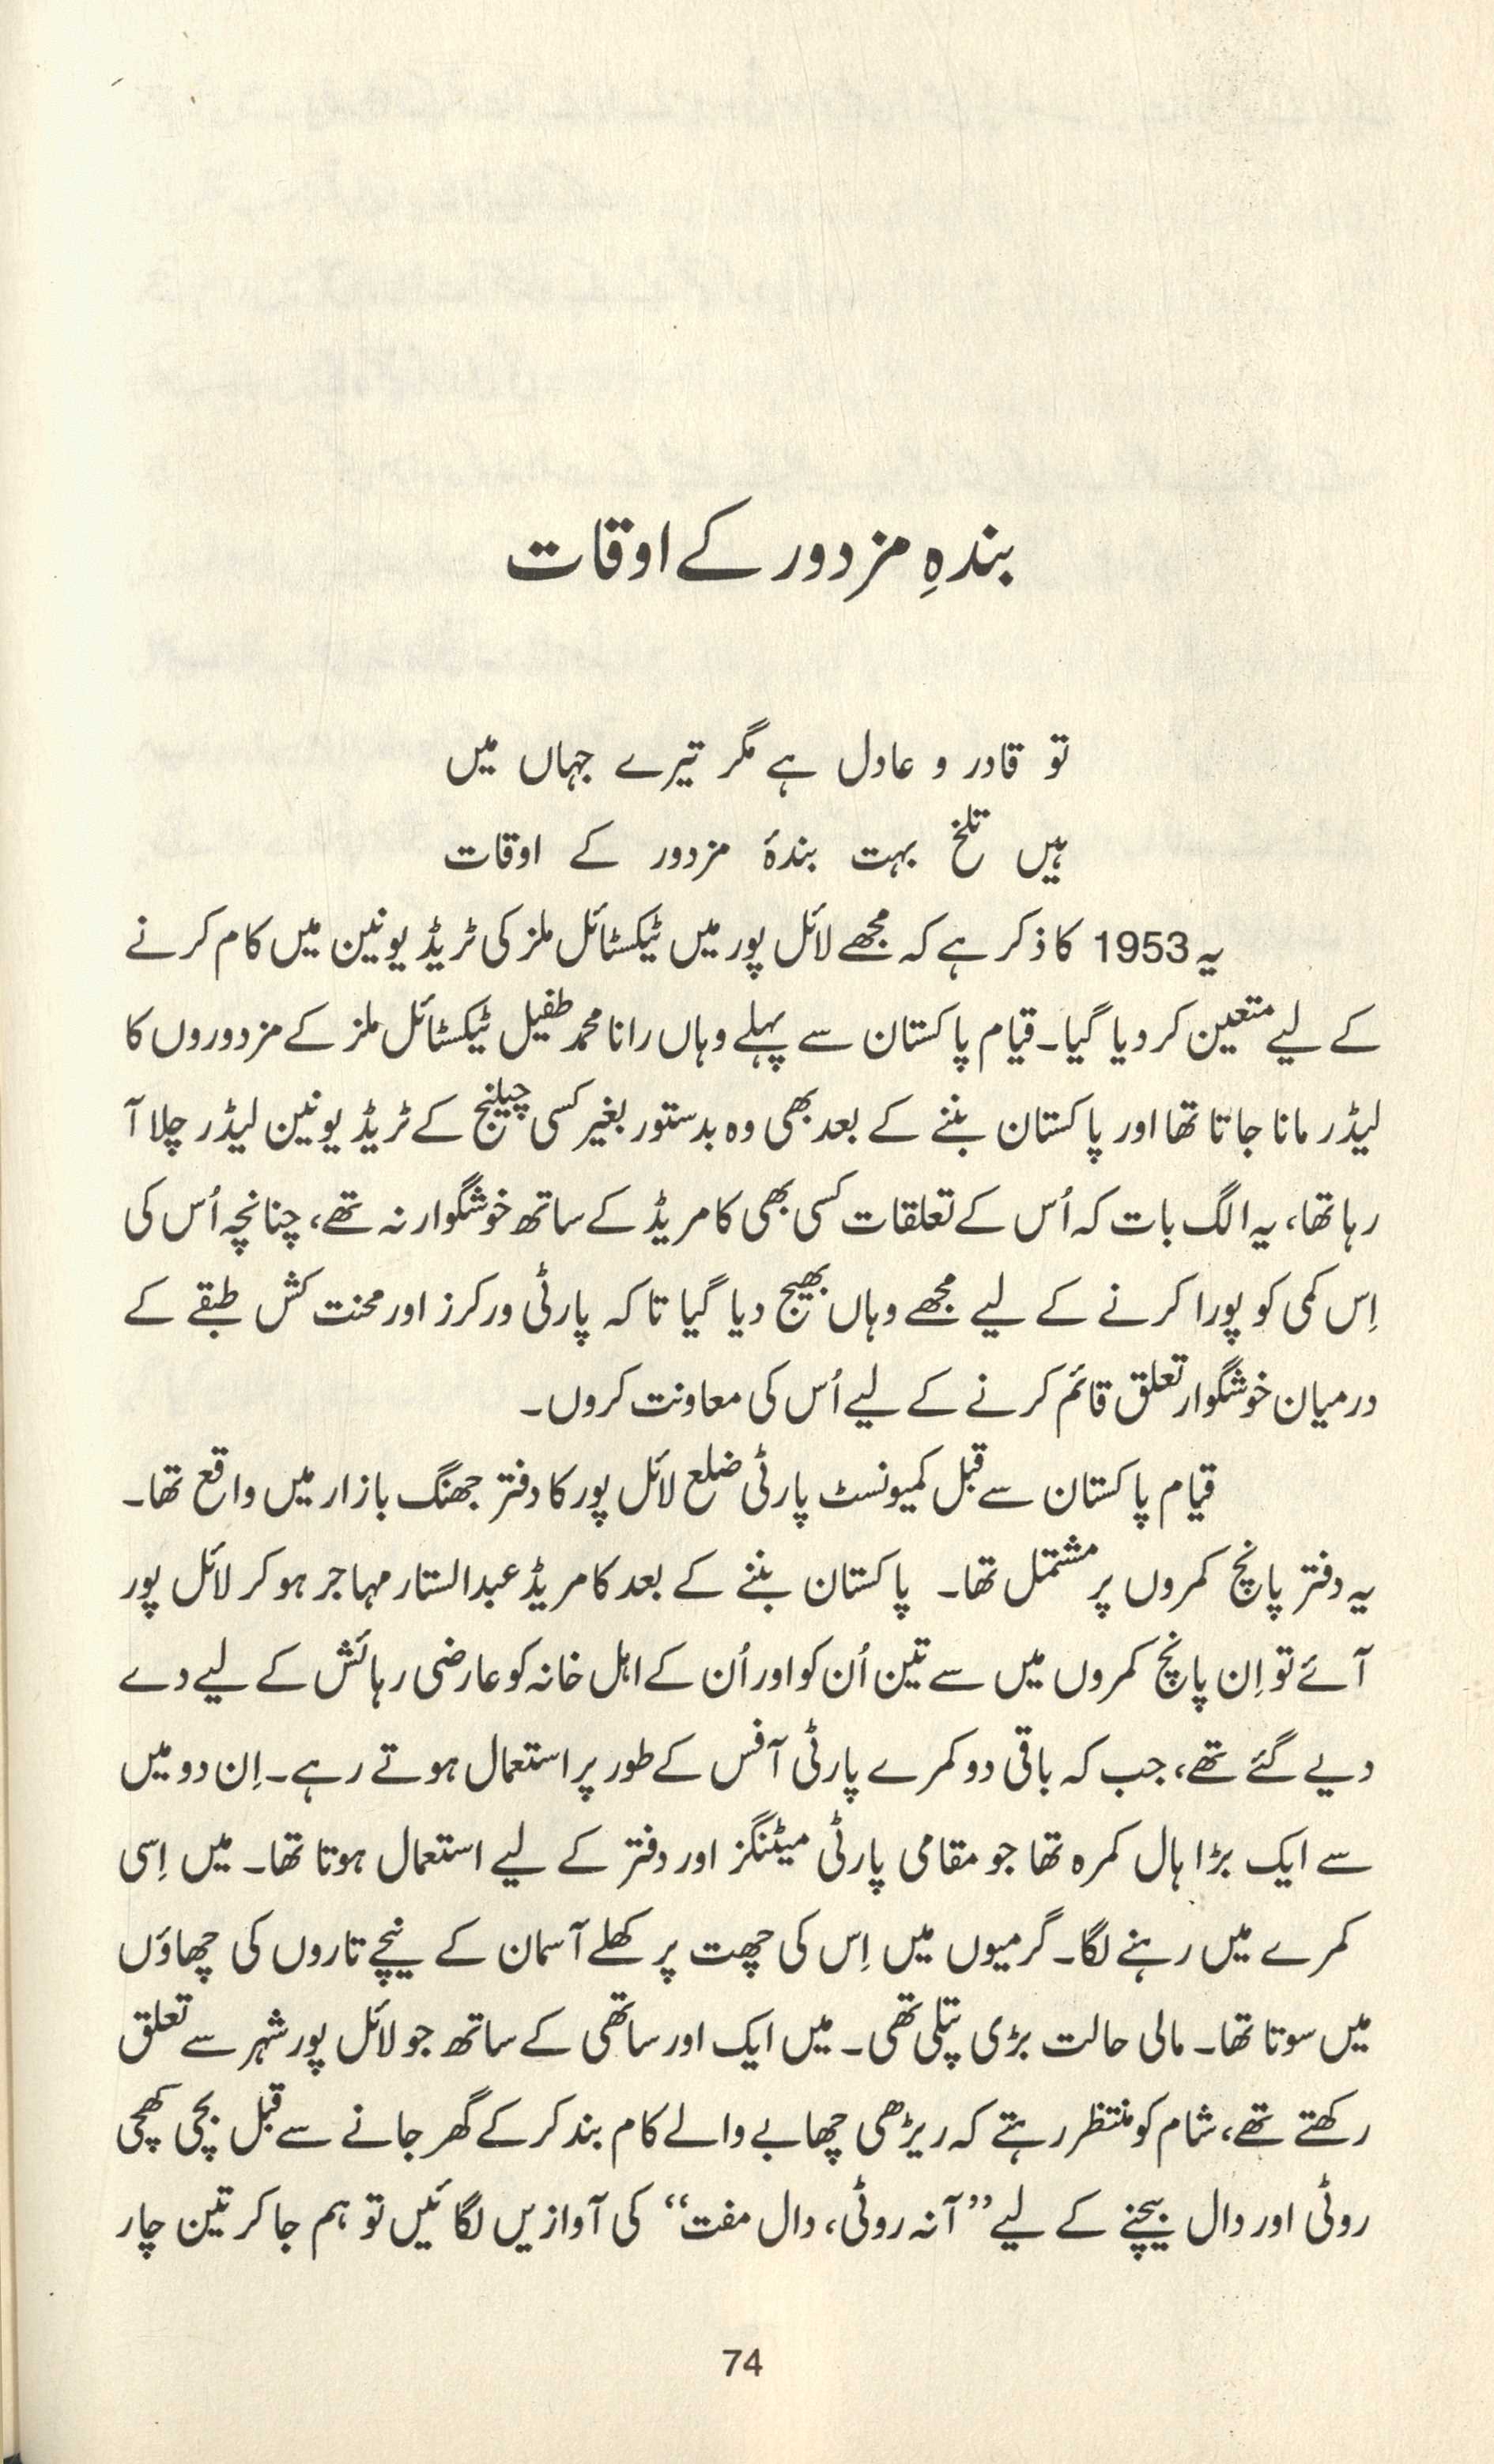 بندہِ مزدور کے اوقات
تو قادر و عادل ہے مگر تیرے جہاں میں
ہیں تلخ بہت بندۂ مزدور کے اوقات
یہ 1953 کا ذکر ہے کہ مجھے لائل پور میں ٹیکسٹائل ملز کی ٹریڈ یونین میں کام کرنے
کے لیے متعین کر دیا گیا۔ قیام پاکستان سے پہلے وہاں رانا محمد طفیل ٹیکسٹائل ملز کے مزدوروں کا
لیڈر مانا جاتا تھا اور پاکستان بننے کے بعد بھی وہ بدستور بغیر کسی چیلنج کے ٹریڈ یونین لیڈر چلا آ
رہا تھا، یہ الگ بات کہ اُس کے تعلقات کسی بھی کامریڈ کے ساتھ خوشگوار نہ تھے، چنانچہ اُس کی
اِس کمی کو پورا کرنے کے لیے مجھے وہاں بھیج دیا گیا تاکہ پارٹی ورکرز اور محنت کش طبقے کے
درمیان خوشگوار تعلق قائم کرنے کے لیے اُس کی معاونت کروں۔
قیام پاکستان سے قبل کمیونسٹ پارٹی ضلع لائل پور کا دفتر جھنگ بازار میں واقع تھا۔
یہ دفتر پانچ کمروں پر مشتمل تھا۔ پاکستان بننے کے بعد کامریڈ عبدالستار مہاجر ہو کر لائل پور
آئے تو اِن پانچ کمروں میں سے تین اُن کو اور اُن کے اہل خانہ کو عارضی رہائش کے لیے دے
دیے گئے تھے، جب کہ باقی دو کمرے پارٹی آفس کے طور پر استعمال ہوتے رہے۔ اِن دو میں
سے ایک بڑا ہال کمرہ تھا جو مقامی پارٹی میٹنگز اور دفتر کے لیے استعمال ہوتا تھا۔ میں اِسی
کمرے میں رہنے لگا۔ گرمیوں میں اِس کی چھت پر کھلے آسمان کے نیچے تاروں کی چھاؤں
میں سوتا تھا۔ مالی حالت بڑی پتلی تھی۔ میں ایک اور ساتھی کے ساتھ جو لائل پور شہر سے تعلق
رکھتے تھے، شام کو منتظر رہتے کہ ریڑھی چھابے والے کام بند کر کے گھر جانے سے قبل بچی کھچی
روٹی اور دال بیچنے کے لیے ”آنہ روٹی، دال مفت“ کی آوازیں لگائیں تو ہم جا کر تین چار
74